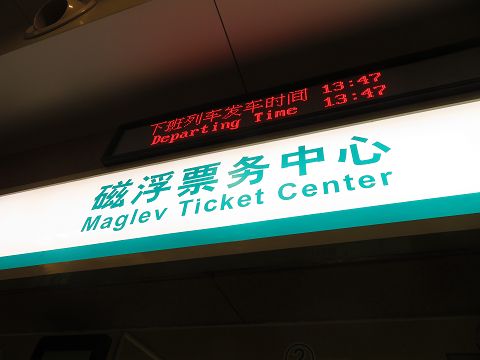 下班列车发车时间 13:47
Departing Time 13:47
磁浮票务中心
Maglev Ticket Center